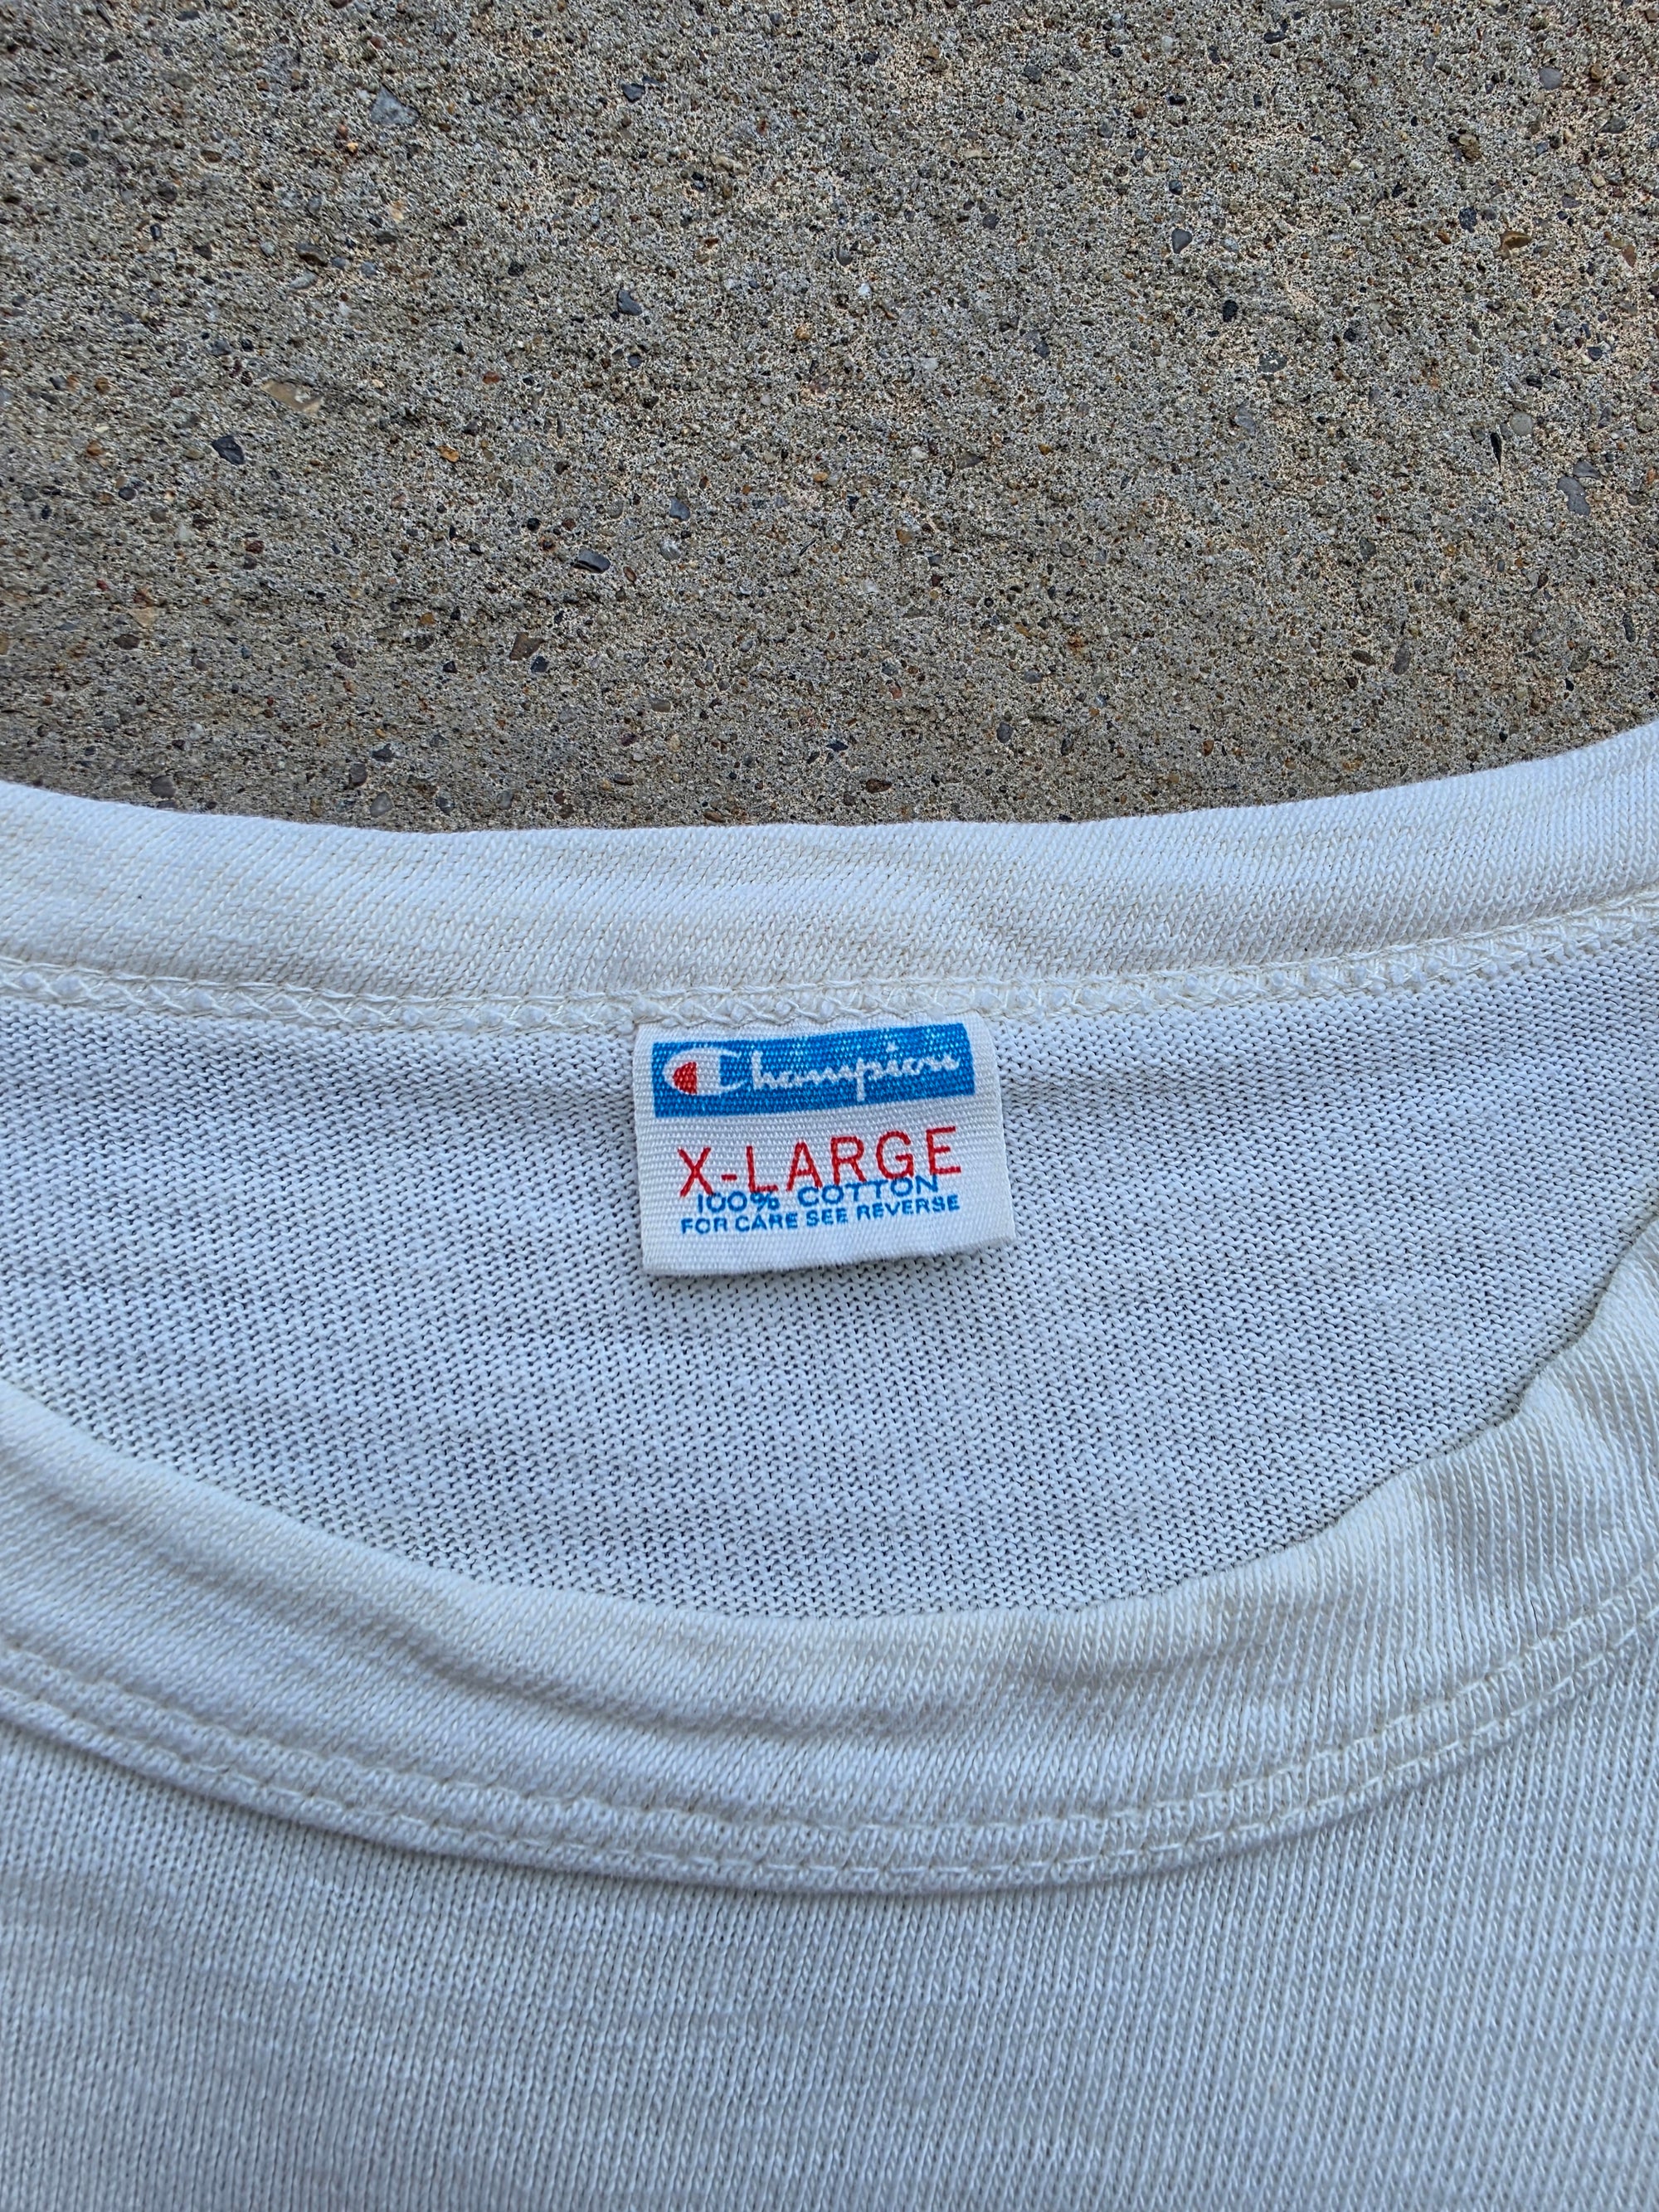 Champion
X-LARGE
100% COTTON
FOR CARE SEE REVERSE